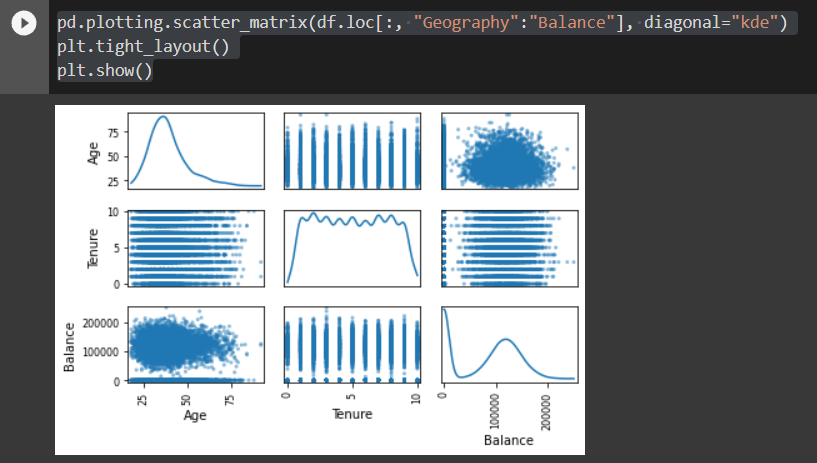 pd.plotting.scatter_matrix(df.loc[:, "Geography":"Balance"], diagonal="kde")
plt.tight_layout()
plt.show()
Age
75
50
25
Tenure
10
5
0
Balance
200000
100000
0
25
50
75
Age
0
5
10
Tenure
0
100000
200000
Balance